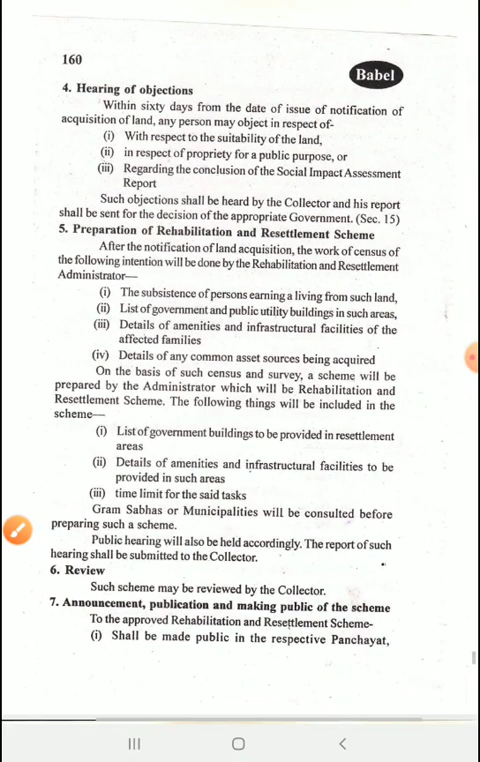 160
Babel
4. Hearing of objections
Within sixty days from the date of issue of notification of
acquisition of land, any person may object in respect of-
(i) With respect to the suitability of the land,
(ii) in respect of propriety for a public purpose, or
(iii) Regarding the conclusion of the Social Impact Assessment
Report
Such objections shall be heard by the Collector and his report
shall be sent for the decision of the appropriate Government. (Sec. 15)
5. Preparation of Rehabilitation and Resettlement Scheme
After the notification of land acquisition, the work of census of
the following intention will be done by the Rehabilitation and Resettlement
Administrator—
(i) The subsistence of persons earning a living from such land,
(ii) List of government and public utility buildings in such areas,
(iii) Details of amenities and infrastructural facilities of the
affected families
(iv) Details of any common asset sources being acquired
On the basis of such census and survey, a scheme will be
prepared by the Administrator which will be Rehabilitation and
Resettlement Scheme. The following things will be included in the
scheme—
(i) List of government buildings to be provided in resettlement
areas
(ii) Details of amenities and infrastructural facilities to be
provided in such areas
(iii) time limit for the said tasks
Gram Sabhas or Municipalities will be consulted before
preparing such a scheme.
Public hearing will also be held accordingly. The report of such
hearing shall be submitted to the Collector.
6. Review
Such scheme may be reviewed by the Collector.
7. Announcement, publication and making public of the scheme
To the approved Rehabilitation and Resettlement Scheme-
(i) Shall be made public in the respective Panchayat,